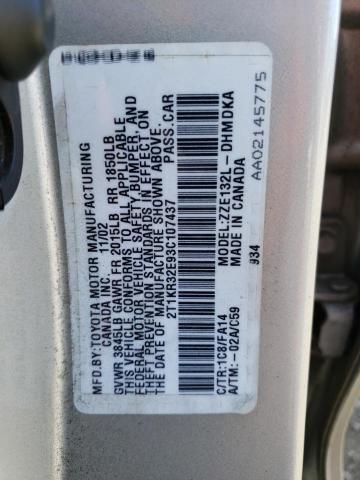 MFD.BY:TOYOTA MOTOR MANUFACTURING
CANADA INC. 11/02
GVWR 3845LB GAWR FR 2015LB RR 1850LB
THIS VEHICLE CONFORMS TO ALL APPLICABLE
FEDERAL MOTOR VEHICLE SAFETY, BUMPER, AND
THEFT PREVENTION STANDARDS IN EFFECT ON
THE DATE OF MANUFACTURE SHOWN ABOVE.
2T1KR32E93C107437 PASS.CAR
C/TR:1C8/FA14 MODEL:ZZE132L-DHMDKA
A/TM:-02A/C59 MADE IN CANADA
934 AA02145775